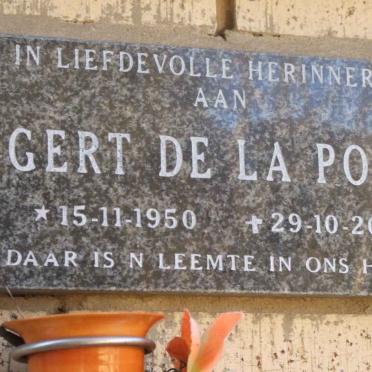 IN LIEFDEVOLLE HERINNER
AAN
GERT DE LA PO
15-11-1950 29-10-20
DAAR IS N LEEMTE IN ONS H